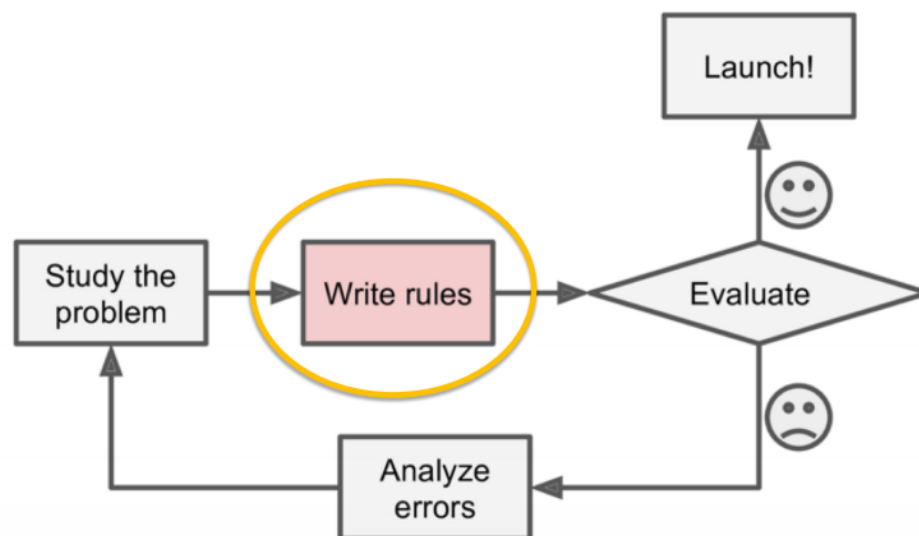 Launch!
Study the
problem
Write rules
Evaluate
Analyze
errors